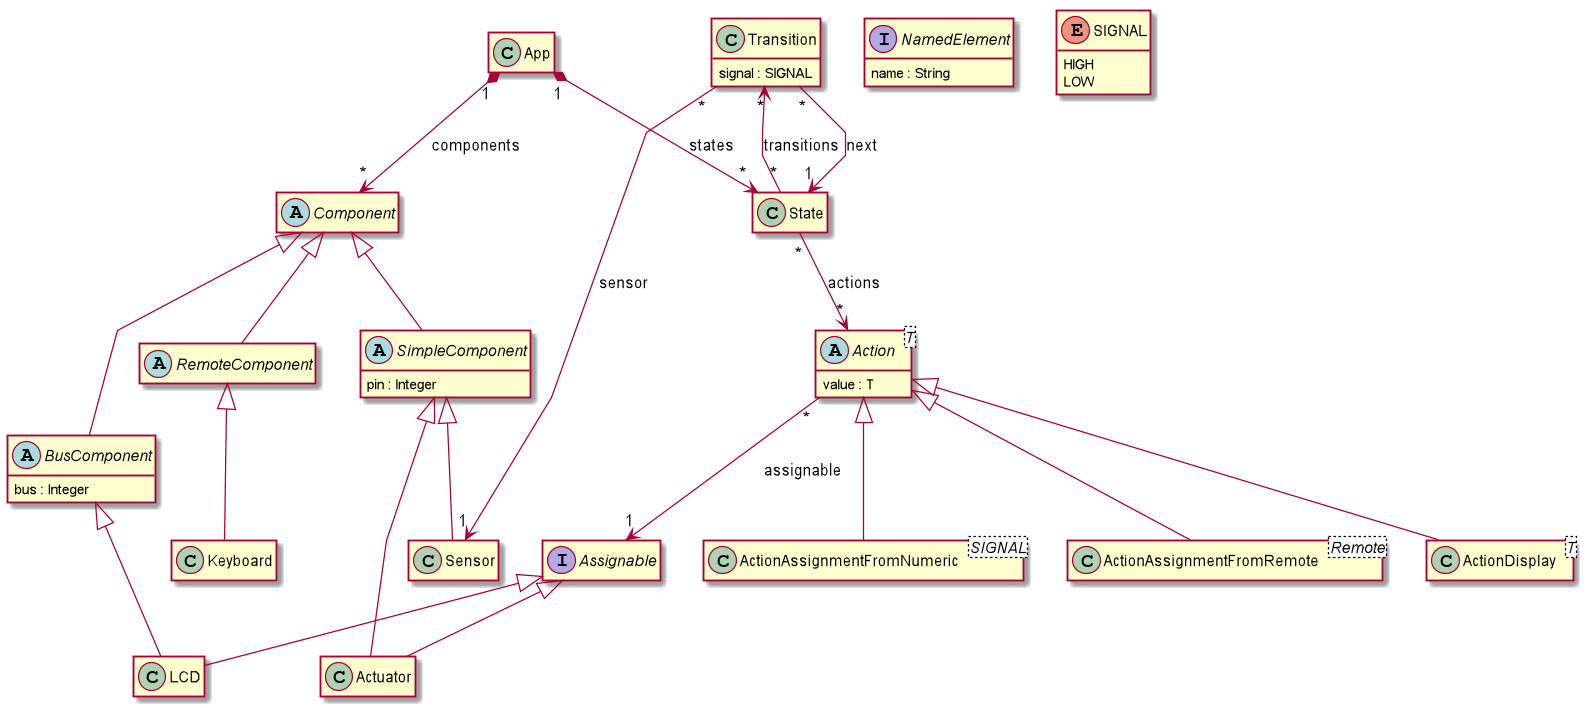 C App
1
1
C Transition
signal : SIGNAL
*
*
*
I NamedElement
name : String
E SIGNAL
HIGH
LOW
components
states
transitions
next
*
*
*
1
A Component
C State
*
sensor
actions
*
A RemoteComponent
A SimpleComponent
pin : Integer
A Action
T
value : T
*
A BusComponent
bus : Integer
assignable
1
1
C Keyboard
C Sensor
I Assignable
C ActionAssignmentFromNumeric
SIGNAL
C ActionAssignmentFromRemote
Remote
C ActionDisplay
T
C LCD
C Actuator